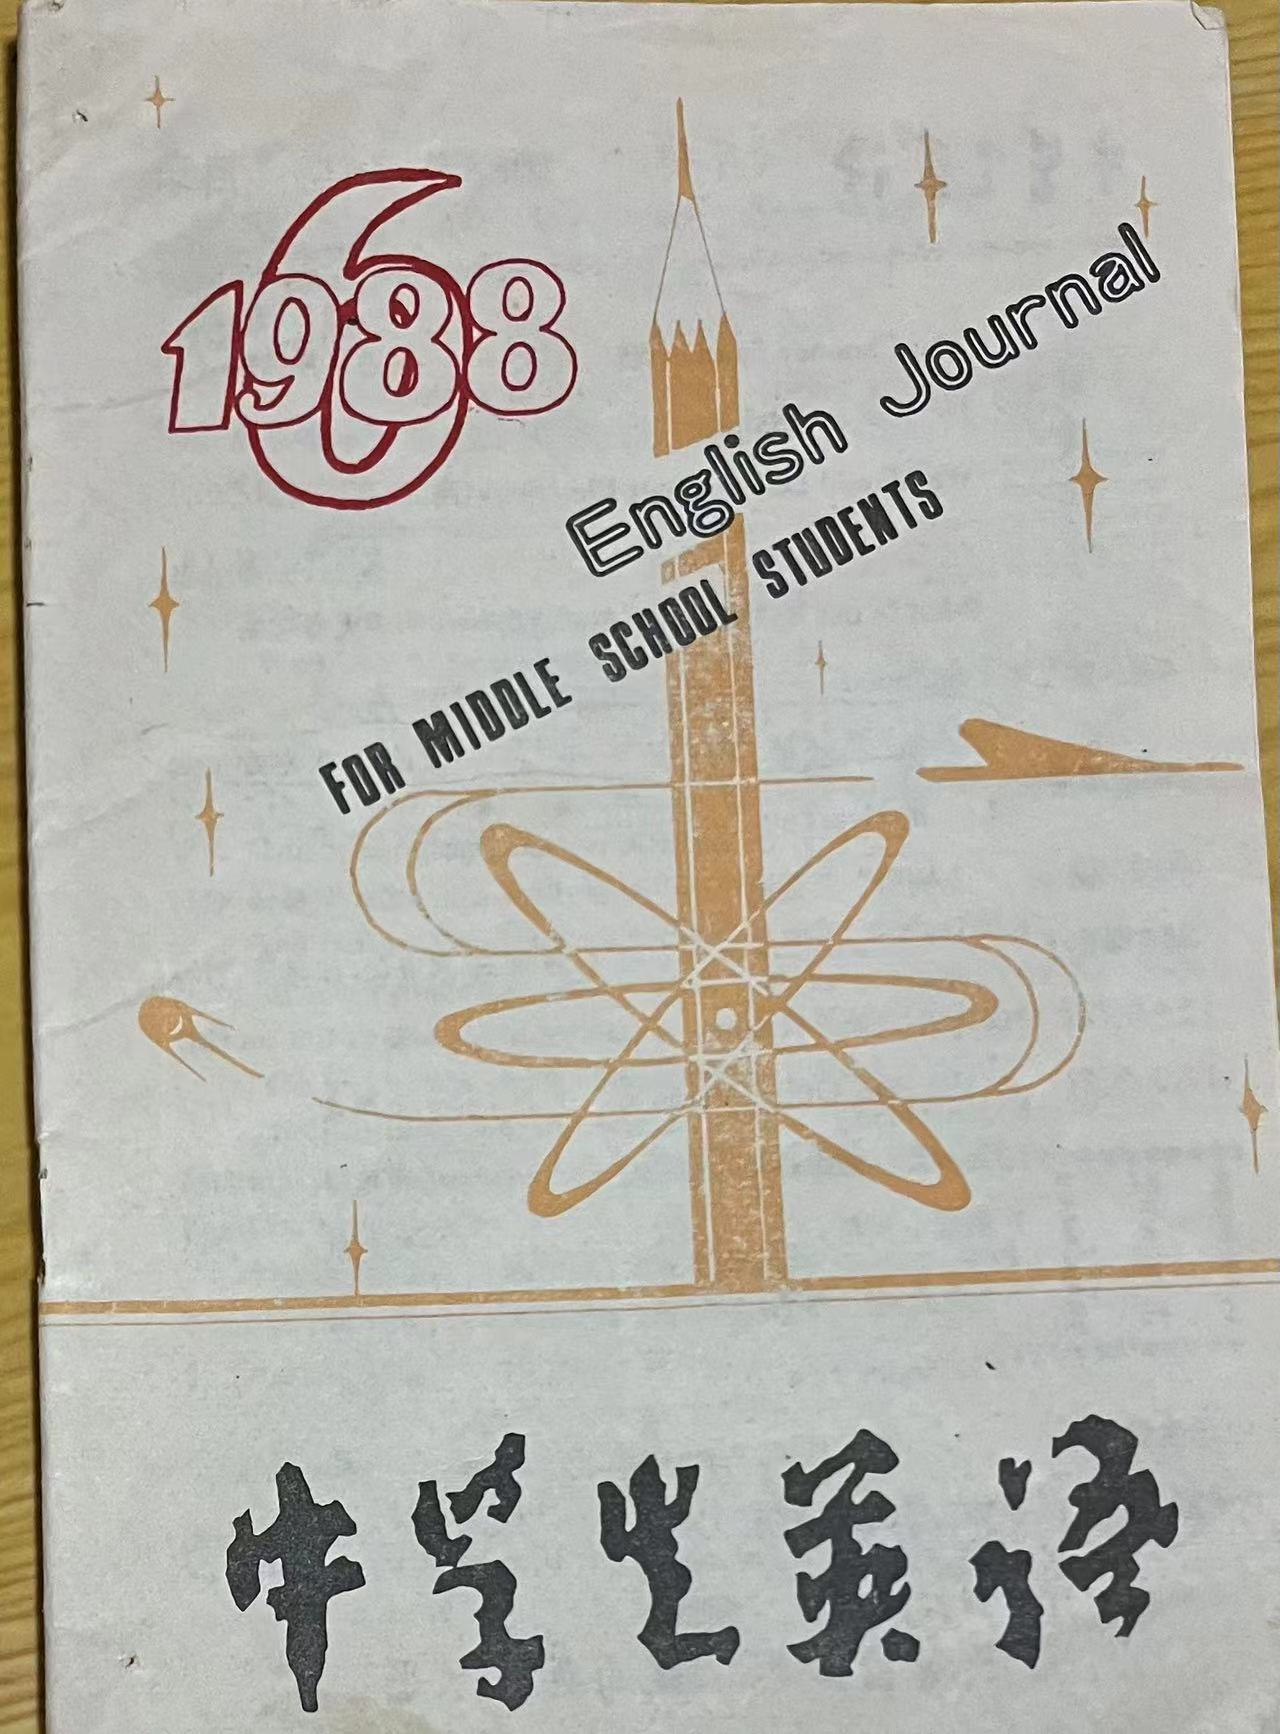 6
1988
English Journal
FOR MIDDLE SCHOOL STUDENTS
中学生英语